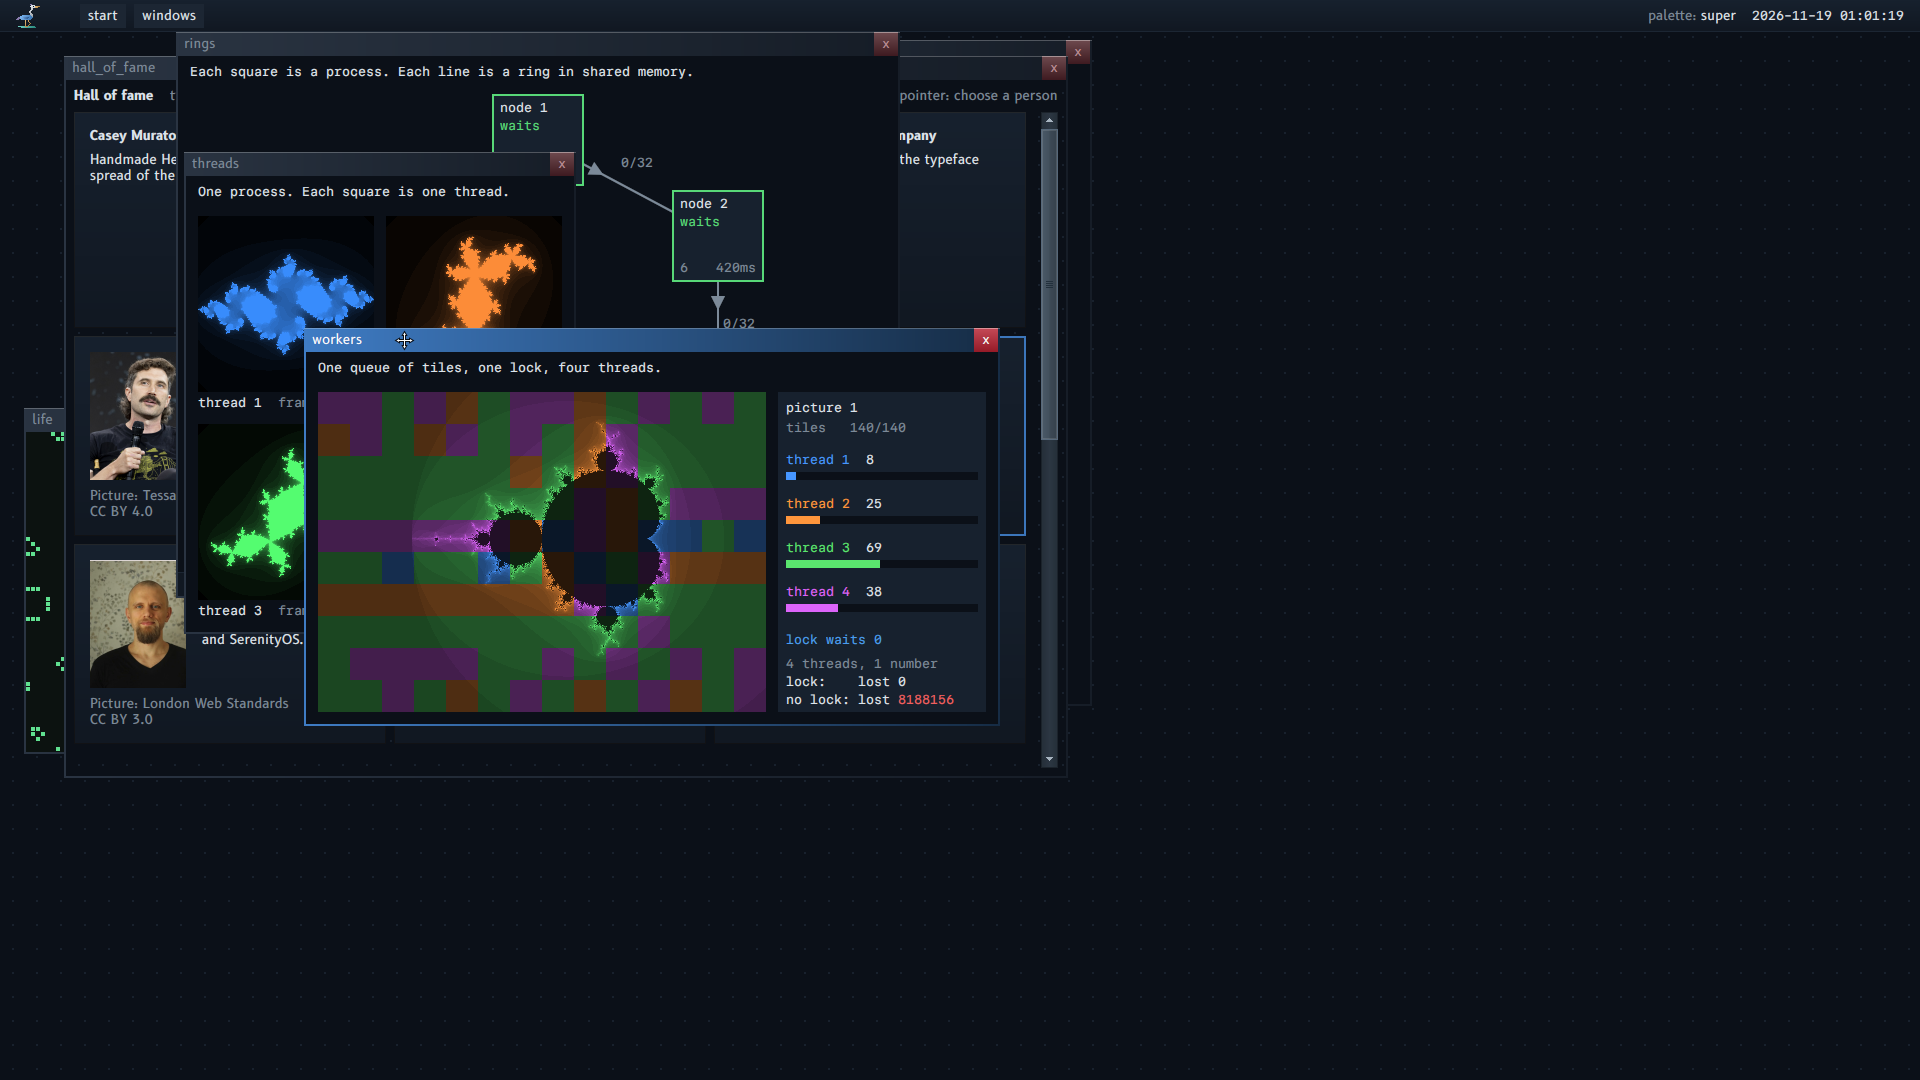 start windows palette: super 2026-11-19 01:01:19
rings x
x
hall_of_fame x
Each square is a process. Each line is a ring in shared memory.
Hall of fame pointer: choose a person
node 1
waits
Casey Murato mpany
Handmade He the typeface
spread of the
0/32
threads x
One process. Each square is one thread.
node 2
waits
6 420ms
0/32
workers x
One queue of tiles, one lock, four threads.
thread 1 fra
life
picture 1
tiles 140/140
thread 1 8
thread 2 25
thread 3 69
thread 4 38
lock waits 0
4 threads, 1 number
lock: lost 0
no lock: lost 8188156
Picture: Tessa
CC BY 4.0
thread 3 fra
and SerenityOS.
Picture: London Web Standards
CC BY 3.0